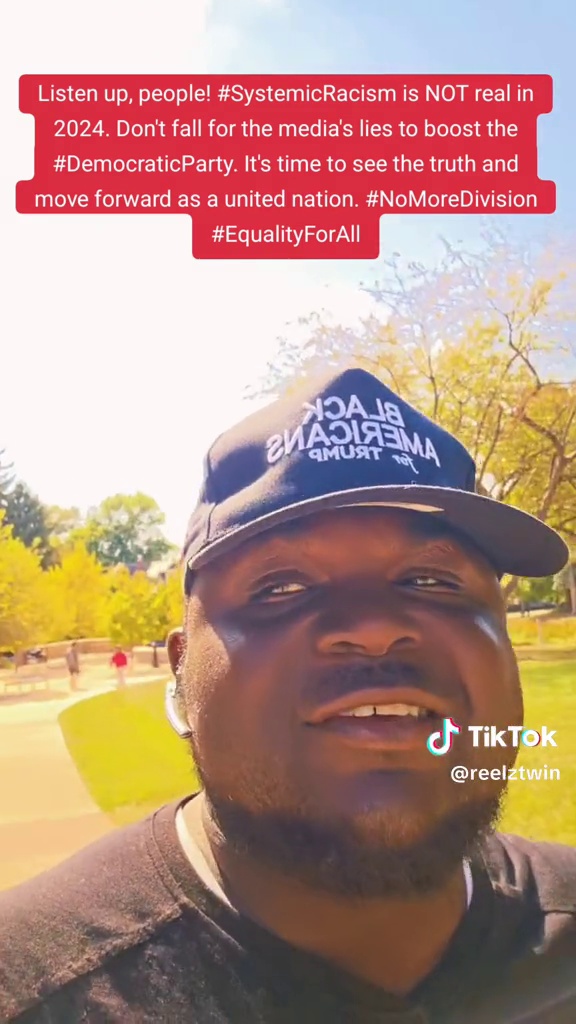 Listen up, people! #SystemicRacism is NOT real in
2024. Don't fall for the media's lies to boost the
#DemocraticParty. It's time to see the truth and
move forward as a united nation. #NoMoreDivision
#EqualityForAll
BLACK
AMERICANS
for TRUMP
TikTok
@reelztwin